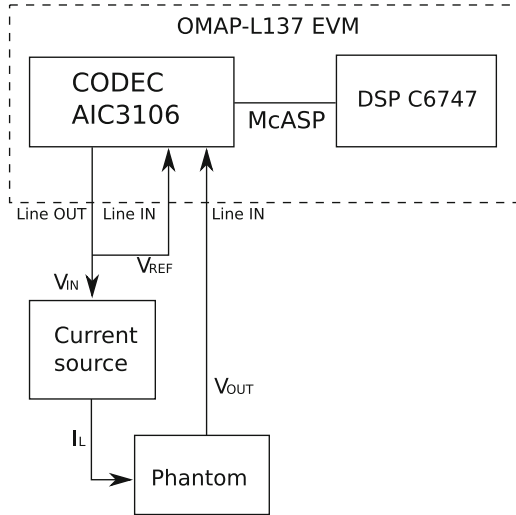 OMAP-L137 EVM
CODEC
AIC3106
DSP C6747
McASP
Line OUT
Line IN
Line IN
VREF
VIN
Current
source
VOUT
IL
Phantom